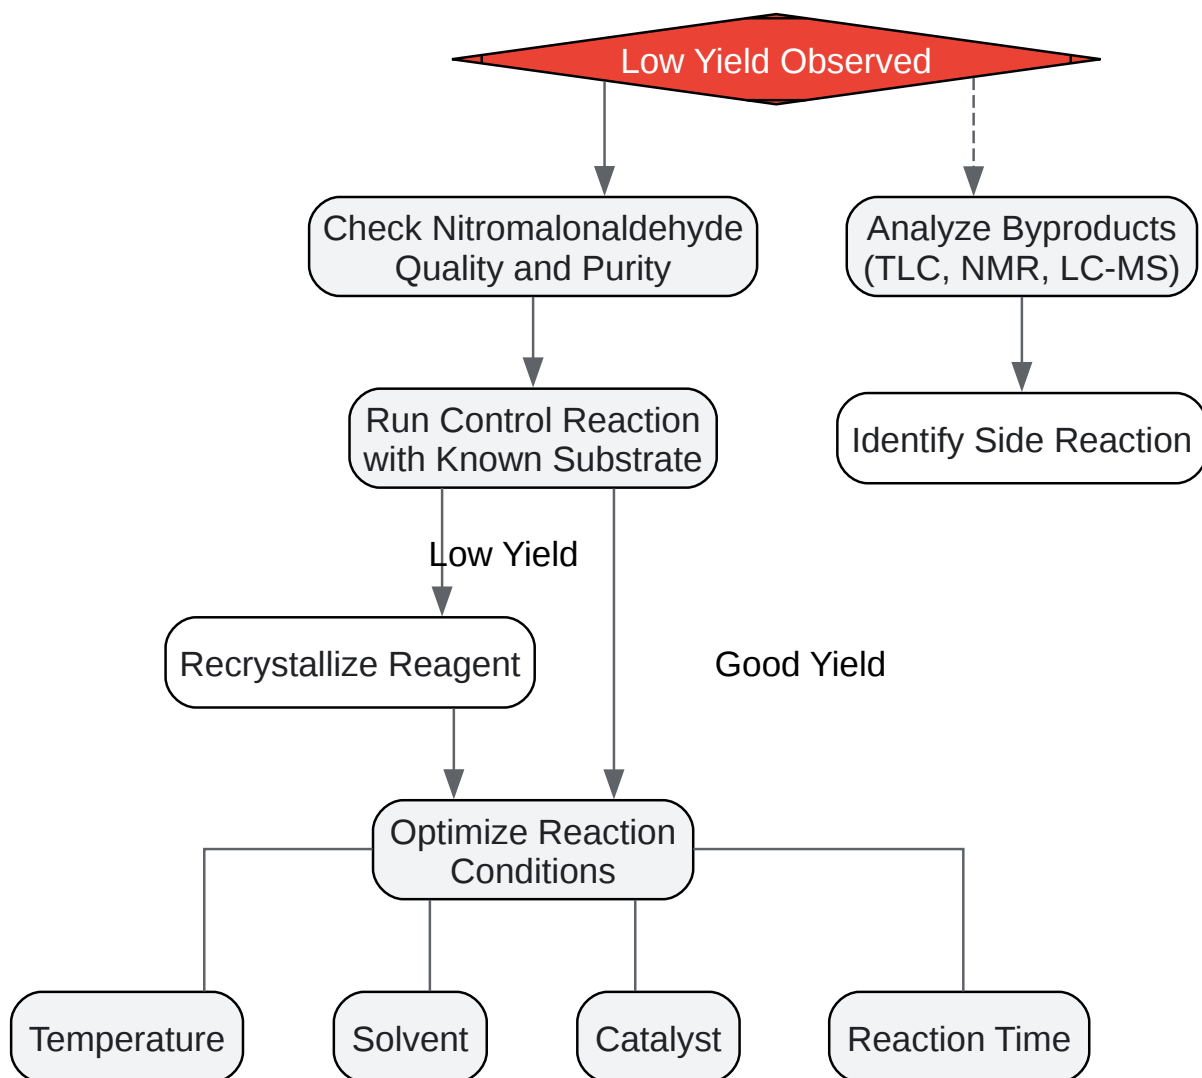 Low Yield Observed
Check Nitromalonaldehyde
Quality and Purity
Analyze Byproducts
(TLC, NMR, LC-MS)
Run Control Reaction
with Known Substrate
Identify Side Reaction
Low Yield
Recrystallize Reagent
Good Yield
Optimize Reaction
Conditions
Temperature
Solvent
Catalyst
Reaction Time